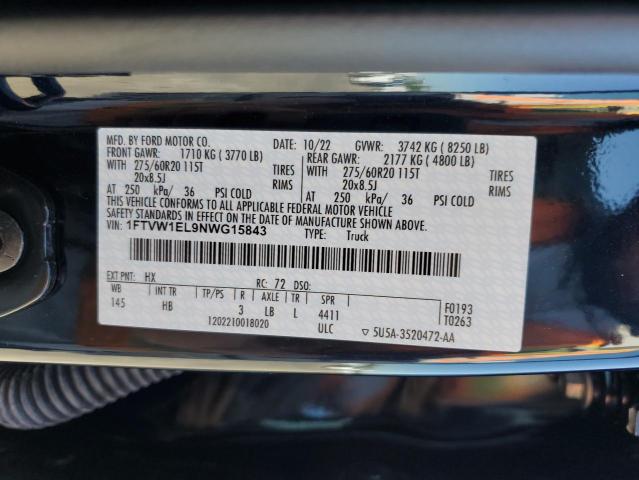 MFD. BY FORD MOTOR CO. DATE: 10/22 GVWR: 3742 KG ( 8250 LB)
FRONT GAWR: 1710 KG ( 3770 LB) REAR GAWR: 2177 KG ( 4800 LB)
WITH 275/60R20 115T TIRES WITH 275/60R20 115T TIRES
20x8.5J RIMS 20x8.5J RIMS
AT 250 kPa/ 36 PSI COLD AT 250 kPa/ 36 PSI COLD
THIS VEHICLE CONFORMS TO ALL APPLICABLE FEDERAL MOTOR VEHICLE
SAFETY STANDARDS IN EFFECT ON THE DATE OF MANUFACTURE SHOWN ABOVE.
VIN: 1FTVW1EL9NWG15843 TYPE: Truck
EXT PNT: HX RC: 72 DSO:
WB INT TR TP/PS R AXLE TR SPR F0193
145 HB 3 LB L 4411 T0263
1202210018020 ULC ▽ 5U5A-3520472-AA